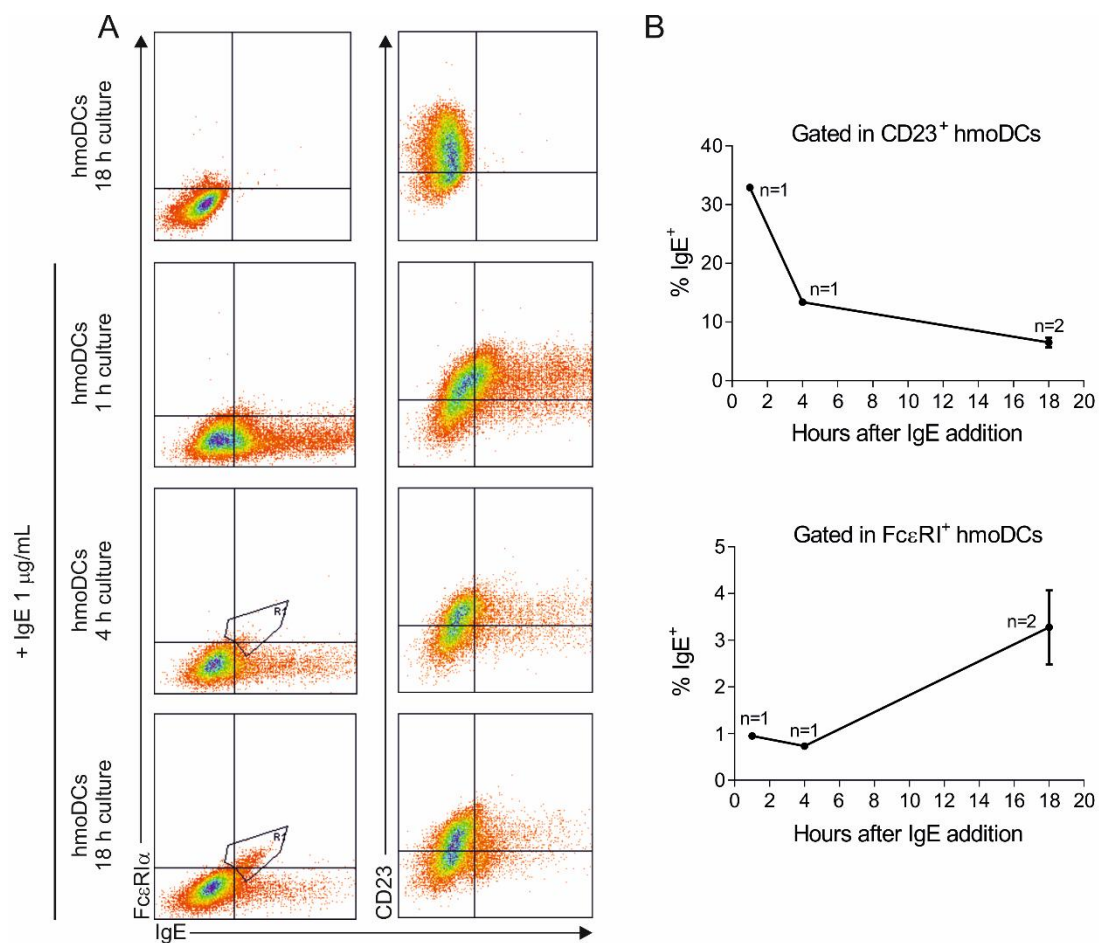 A
hmoDCs
18 h culture
+ IgE 1 µg/mL
hmoDCs
1 h culture
hmoDCs
4 h culture
R1
hmoDCs
18 h culture
R1
FcεRIα
CD23
IgE
B
Gated in CD23+ hmoDCs
% IgE+
40
30
20
10
0
n=1
n=1
n=2
0 2 4 6 8 10 12 14 16 18 20
Hours after IgE addition
Gated in FcεRI+ hmoDCs
% IgE+
5
4
3
2
1
0
n=1
n=1
n=2
0 2 4 6 8 10 12 14 16 18 20
Hours after IgE addition